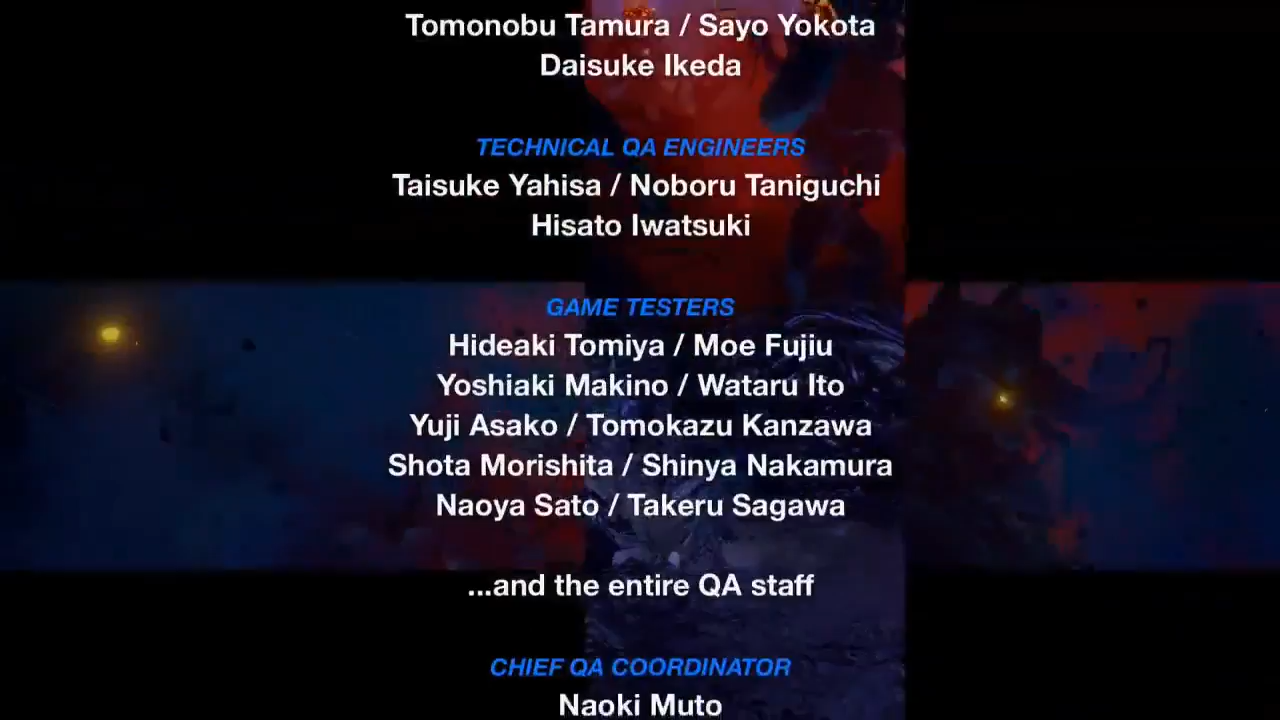 Tomonobu Tamura / Sayo Yokota
Daisuke Ikeda
TECHNICAL QA ENGINEERS
Taisuke Yahisa / Noboru Taniguchi
Hisato Iwatsuki
GAME TESTERS
Hideaki Tomiya / Moe Fujiu
Yoshiaki Makino / Wataru Ito
Yuji Asako / Tomokazu Kanzawa
Shota Morishita / Shinya Nakamura
Naoya Sato / Takeru Sagawa
...and the entire QA staff
CHIEF QA COORDINATOR
Naoki Muto